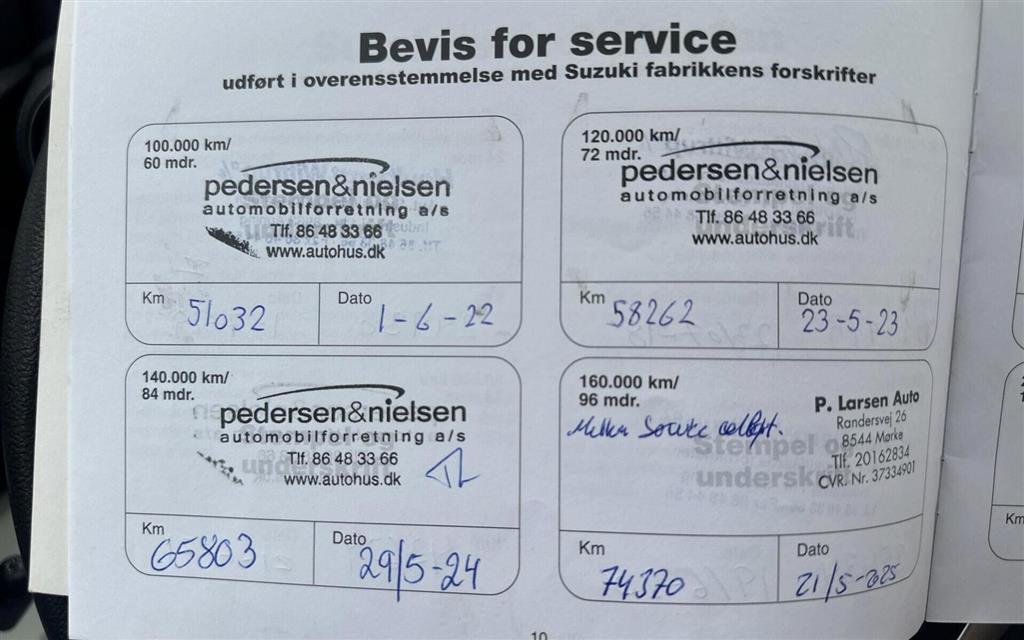 Bevis for service
udført i overensstemmelse med Suzuki fabrikkens forskrifter
100.000 km/
60 mdr.
pedersen&nielsen
automobilforretning a/s
Tlf. 86 48 33 66
www.autohus.dk
Km
51032
Dato
1-6-22
120.000 km/
72 mdr.
pedersen&nielsen
automobilforretning a/s
Tlf. 86 48 33 66
www.autohus.dk
Km
58262
Dato
23-5-23
140.000 km/
84 mdr.
pedersen&nielsen
automobilforretning a/s
Tlf. 86 48 33 66
www.autohus.dk
Km
65803
Dato
29/5-24
160.000 km/
96 mdr.
P. Larsen Auto
Randersvej 26
8544 Mørke
Tlf. 20162834
CVR. Nr. 37334901
Stempel og
underskrift
Km
74370
Dato
21/5-2025
10
Km